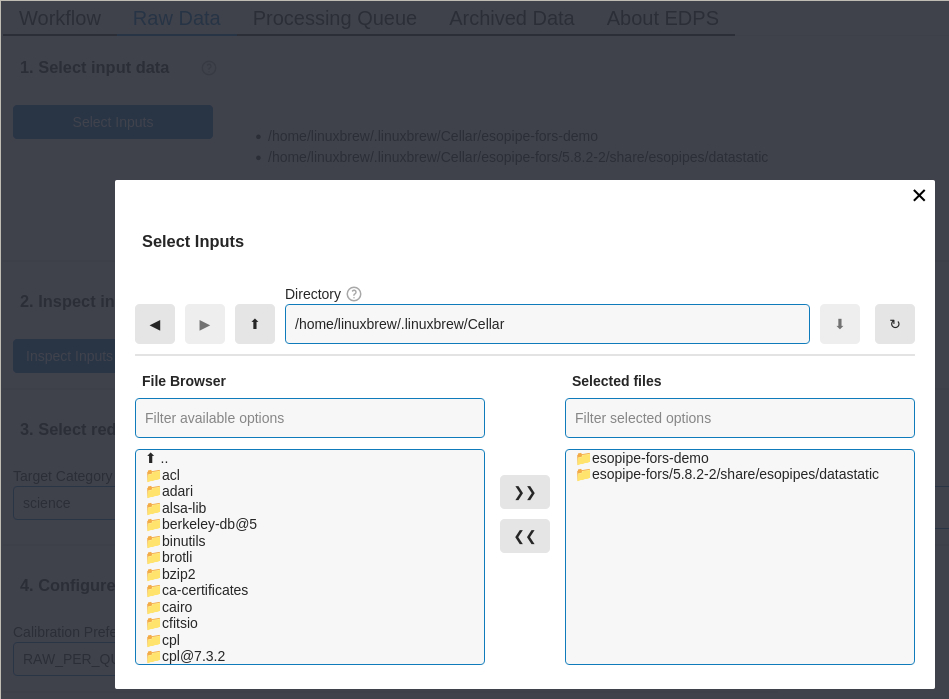 Workflow Raw Data Processing Queue Archived Data About EDPS
1. Select input data ?
Select Inputs
• /home/linuxbrew/.linuxbrew/Cellar/esopipe-fors-demo
• /home/linuxbrew/.linuxbrew/Cellar/esopipe-fors/5.8.2-2/share/esopipes/datastatic
2. Inspect in
Inspect Inputs
3. Select red
Target Category
science
4. Configure
Calibration Prefe
RAW_PER_QU
✕
Select Inputs
Directory ?
◀ ▶ ⬆ /home/linuxbrew/.linuxbrew/Cellar ⬇ ↻
File Browser
Filter available options
⬆ ..
📁acl
📁adari
📁alsa-lib
📁berkeley-db@5
📁binutils
📁brotli
📁bzip2
📁ca-certificates
📁cairo
📁cfitsio
📁cpl
📁cpl@7.3.2
❯❯
❮❮
Selected files
Filter selected options
📁esopipe-fors-demo
📁esopipe-fors/5.8.2-2/share/esopipes/datastatic